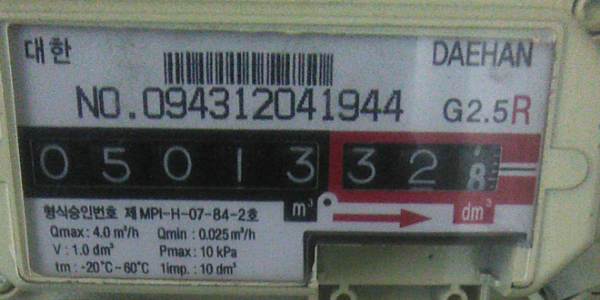 대한 DAEHAN
NO.094312041944 G2.5R
05013 328
m³ dm³
형식승인번호 제MPI-H-07-84-2호
Qmax : 4.0 m³/h Qmin : 0.025 m³/h
V : 1.0 dm³ Pmax : 10 kPa
tm : -20°C~60°C 1imp. : 10 dm³